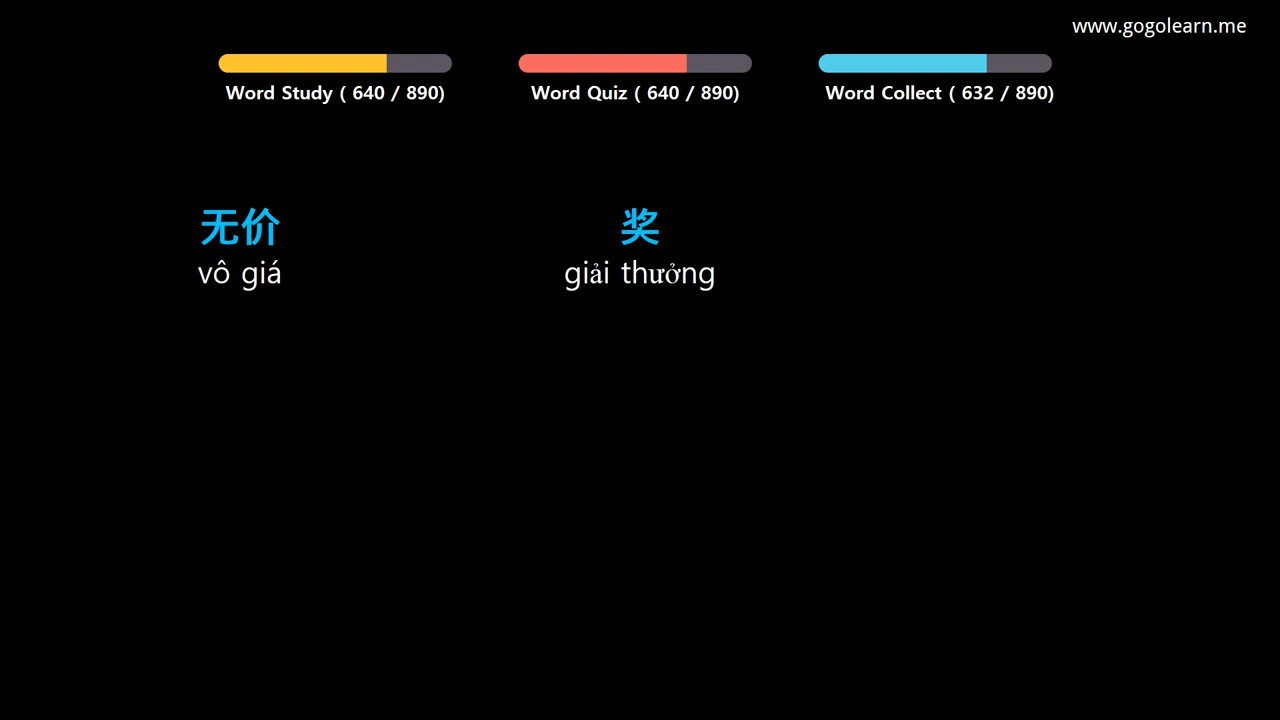 www.gogolearn.me
Word Study ( 640 / 890)
Word Quiz ( 640 / 890)
Word Collect ( 632 / 890)
无价
vô giá
奖
giải thưởng